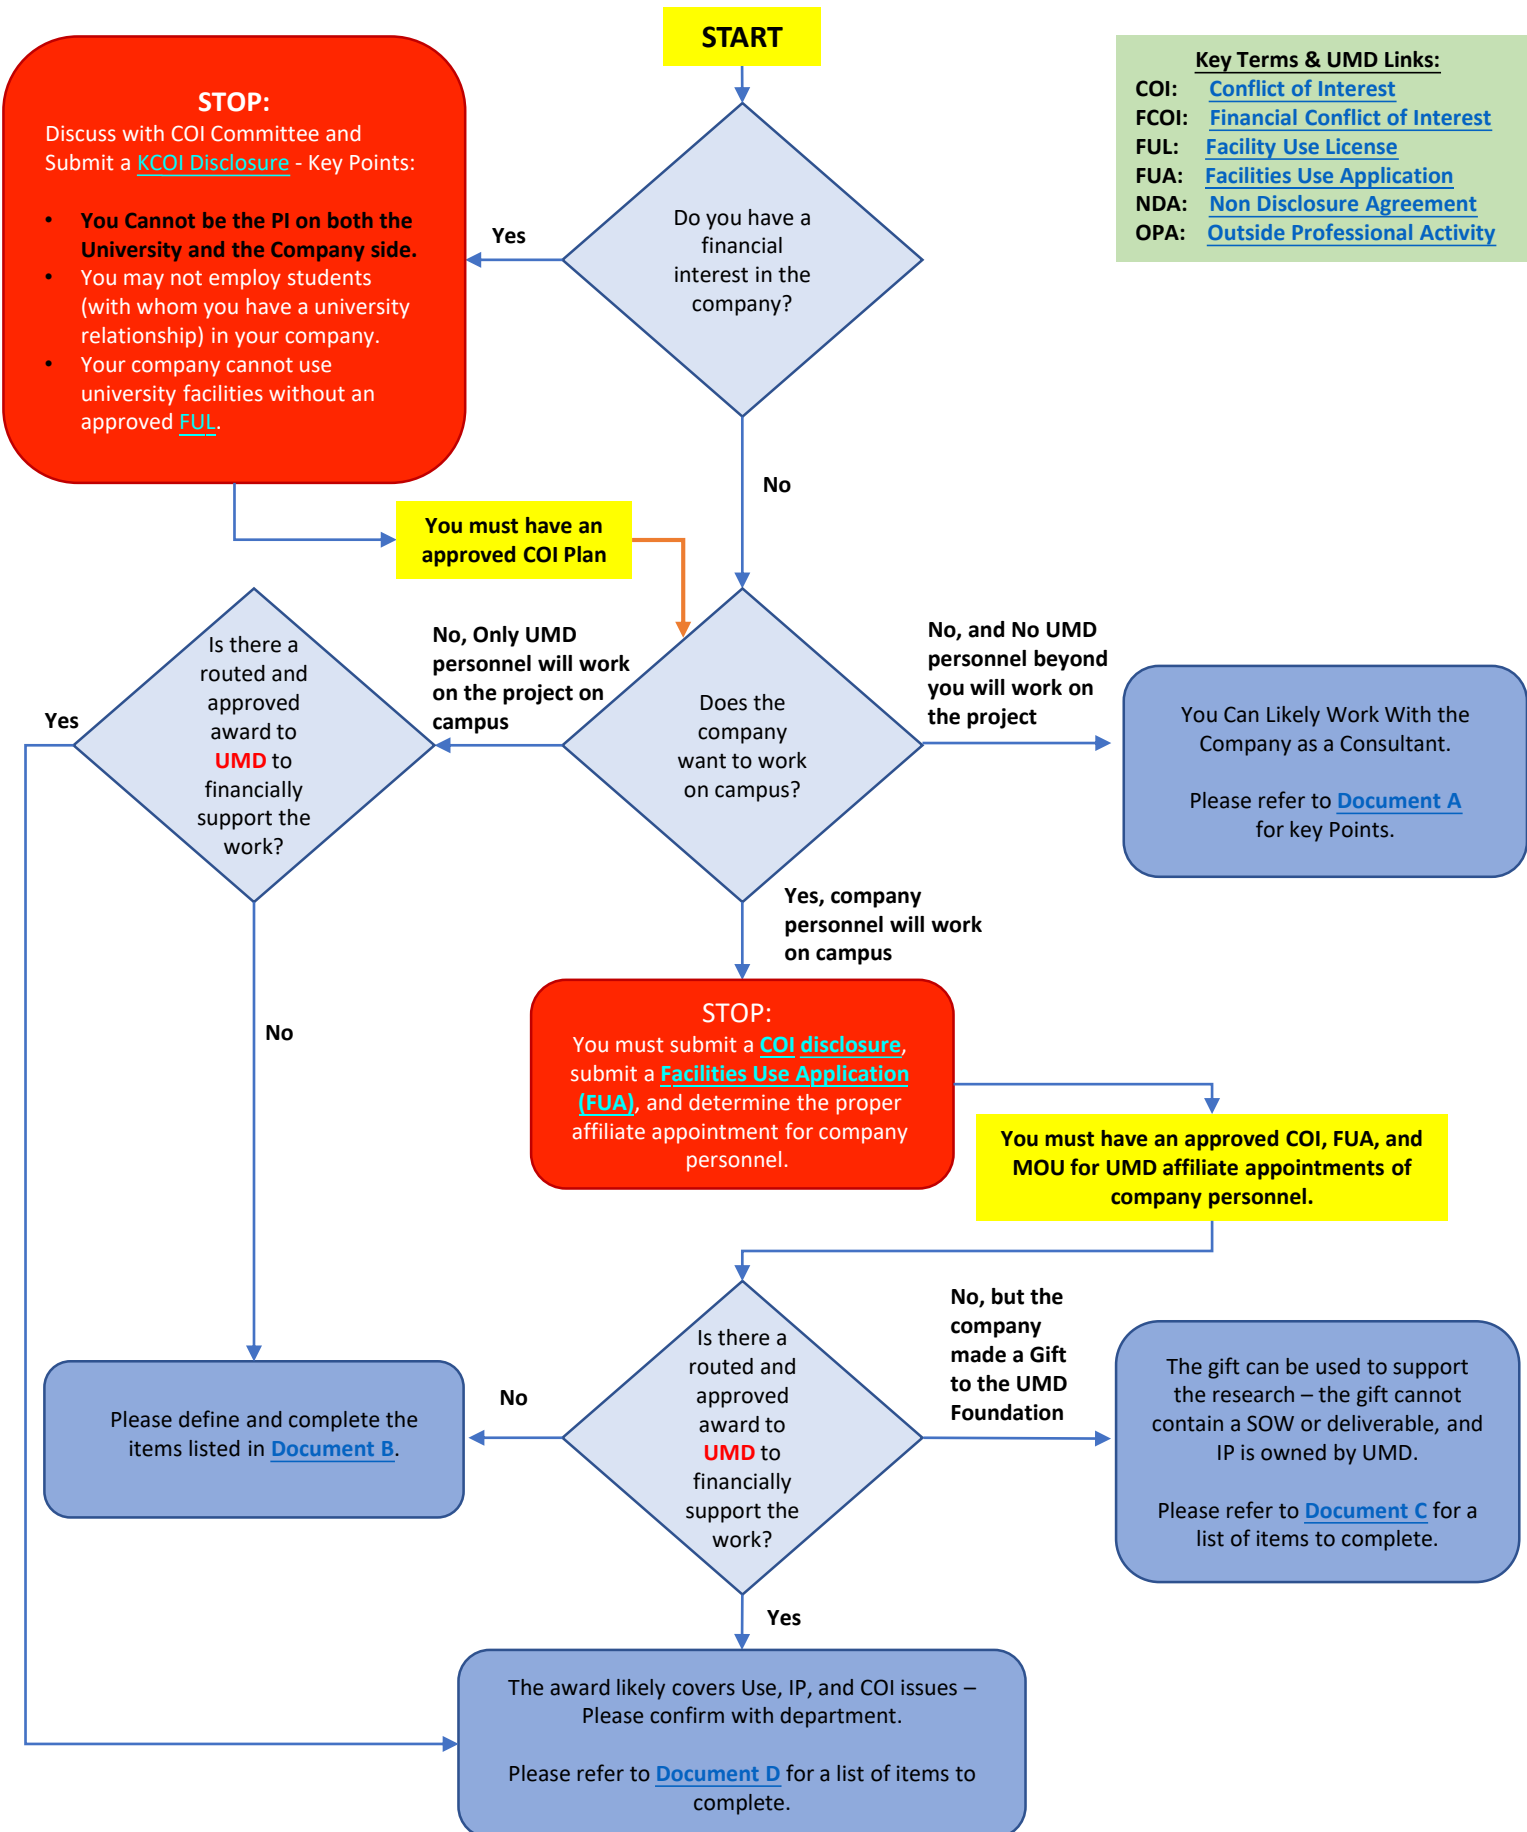 START
Key Terms & UMD Links:
COI: Conflict of Interest
FCOI: Financial Conflict of Interest
FUL: Facility Use License
FUA: Facilities Use Application
NDA: Non Disclosure Agreement
OPA: Outside Professional Activity
STOP:
Discuss with COI Committee and
Submit a KCOI Disclosure - Key Points:
• You Cannot be the PI on both the
University and the Company side.
• You may not employ students
(with whom you have a university
relationship) in your company.
• Your company cannot use
university facilities without an
approved FUL.
Yes
Do you have a
financial
interest in the
company?
No
You must have an
approved COI Plan
Is there a
routed and
approved
award to
UMD to
financially
support the
work?
Yes
No, Only UMD
personnel will work
on the project on
campus
Does the
company
want to work
on campus?
No, and No UMD
personnel beyond
you will work on
the project
You Can Likely Work With the
Company as a Consultant.
Please refer to Document A
for key Points.
Yes, company
personnel will work
on campus
No
STOP:
You must submit a COI disclosure,
submit a Facilities Use Application
(FUA), and determine the proper
affiliate appointment for company
personnel.
You must have an approved COI, FUA, and
MOU for UMD affiliate appointments of
company personnel.
Is there a
routed and
approved
award to
UMD to
financially
support the
work?
No
No, but the
company
made a Gift
to the UMD
Foundation
Please define and complete the
items listed in Document B.
The gift can be used to support
the research – the gift cannot
contain a SOW or deliverable, and
IP is owned by UMD.
Please refer to Document C for a
list of items to complete.
Yes
The award likely covers Use, IP, and COI issues –
Please confirm with department.
Please refer to Document D for a list of items to
complete.